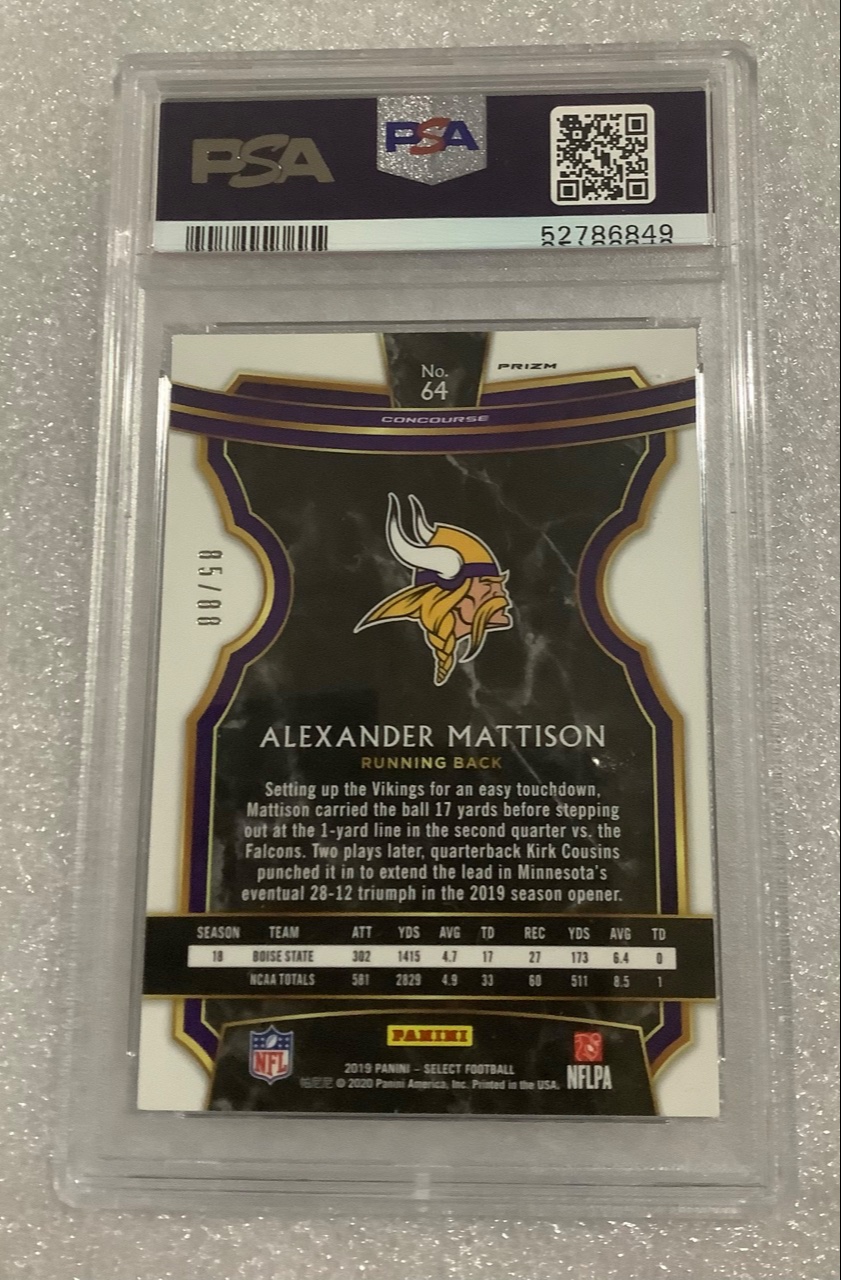 PSA
PSA
52786849
No.
64
PRIZM
CONCOURSE
85/88
ALEXANDER MATTISON
RUNNING BACK
Setting up the Vikings for an easy touchdown,
Mattison carried the ball 17 yards before stepping
out at the 1-yard line in the second quarter vs. the
Falcons. Two plays later, quarterback Kirk Cousins
punched it in to extend the lead in Minnesota's
eventual 28-12 triumph in the 2019 season opener.
SEASON TEAM ATT YDS AVG TD REC YDS AVG TD
18 BOISE STATE 302 1415 4.7 17 27 173 6.4 0
NCAA TOTALS 581 2829 4.9 33 60 511 8.5 1
NFL
PANINI
NFLPA
2019 PANINI – SELECT FOOTBALL
帕尼尼 © 2020 Panini America, Inc. Printed in the USA.